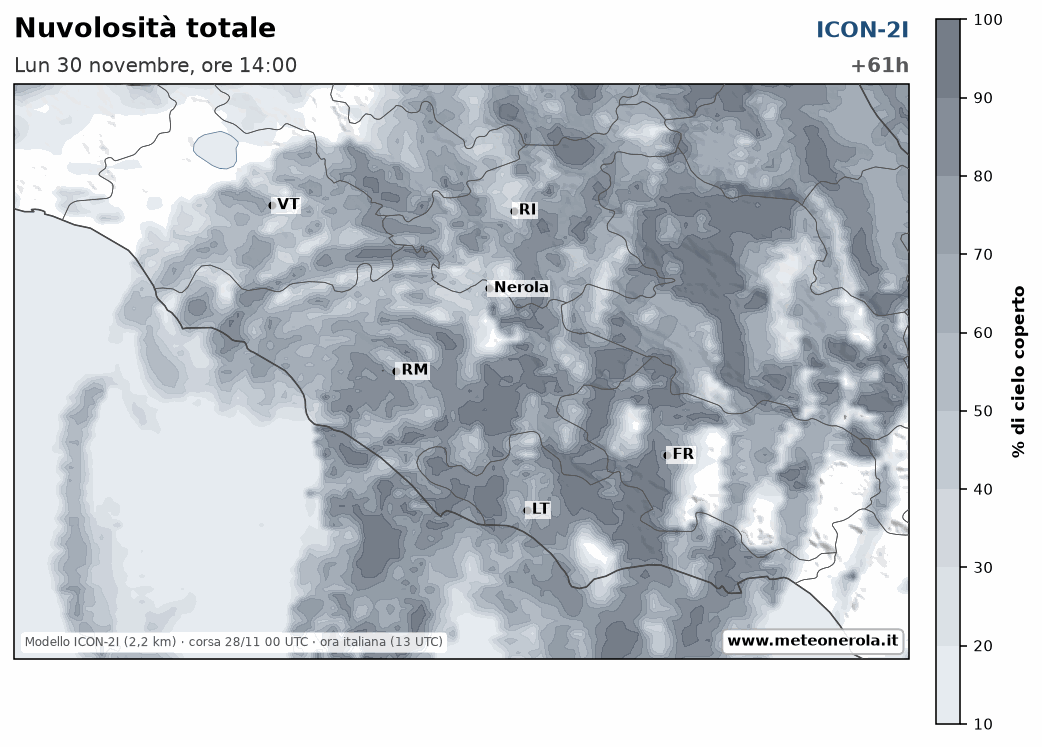 Nuvolosità totale
ICON-2I
Lun 30 novembre, ore 14:00
+61h
VT
RI
Nerola
RM
FR
LT
Modello ICON-2I (2,2 km) · corsa 28/11 00 UTC · ora italiana (13 UTC)
www.meteonerola.it
100
90
80
70
60
50
40
30
20
10
% di cielo coperto